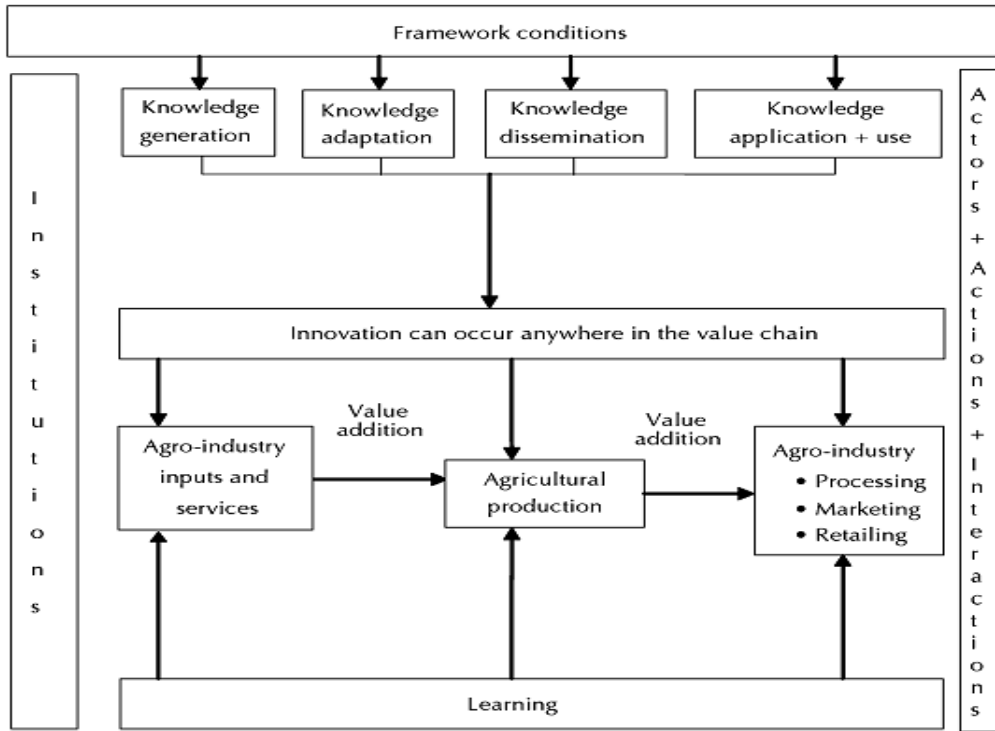 Framework conditions
Knowledge
generation
Knowledge
adaptation
Knowledge
dissemination
Knowledge
application + use
Institutions
Actors + Actions + Interactions
Innovation can occur anywhere in the value chain
Agro-industry
inputs and
services
Value
addition
Agricultural
production
Value
addition
Agro-industry
• Processing
• Marketing
• Retailing
Learning